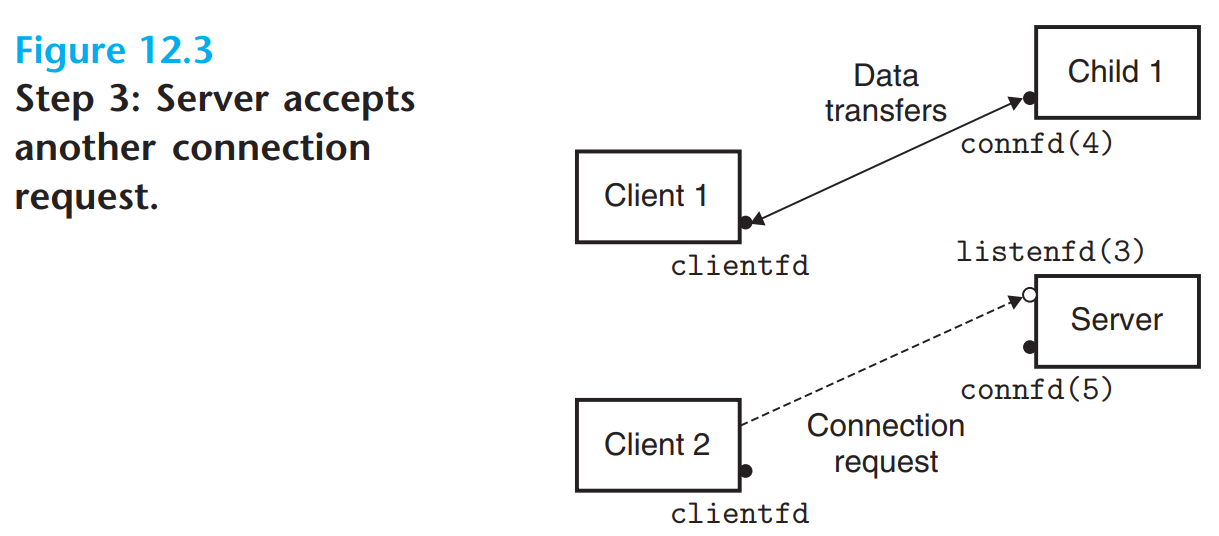 Figure 12.3
Step 3: Server accepts
another connection
request.
Data
transfers
Child 1
connfd(4)
Client 1
clientfd
listenfd(3)
Server
connfd(5)
Connection
request
Client 2
clientfd